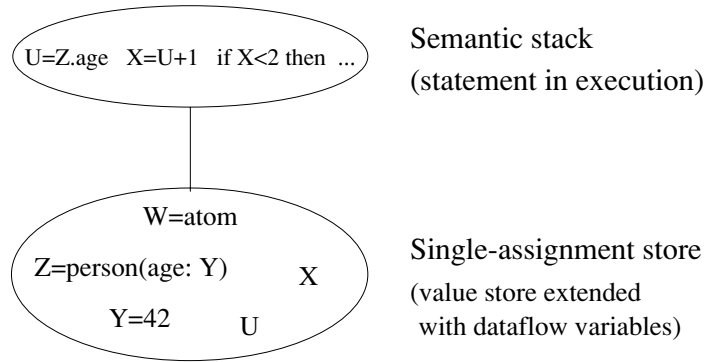 U=Z.age X=U+1 if X<2 then ...
Semantic stack
(statement in execution)
W=atom
Z=person(age: Y)
X
Y=42
U
Single-assignment store
(value store extended
with dataflow variables)